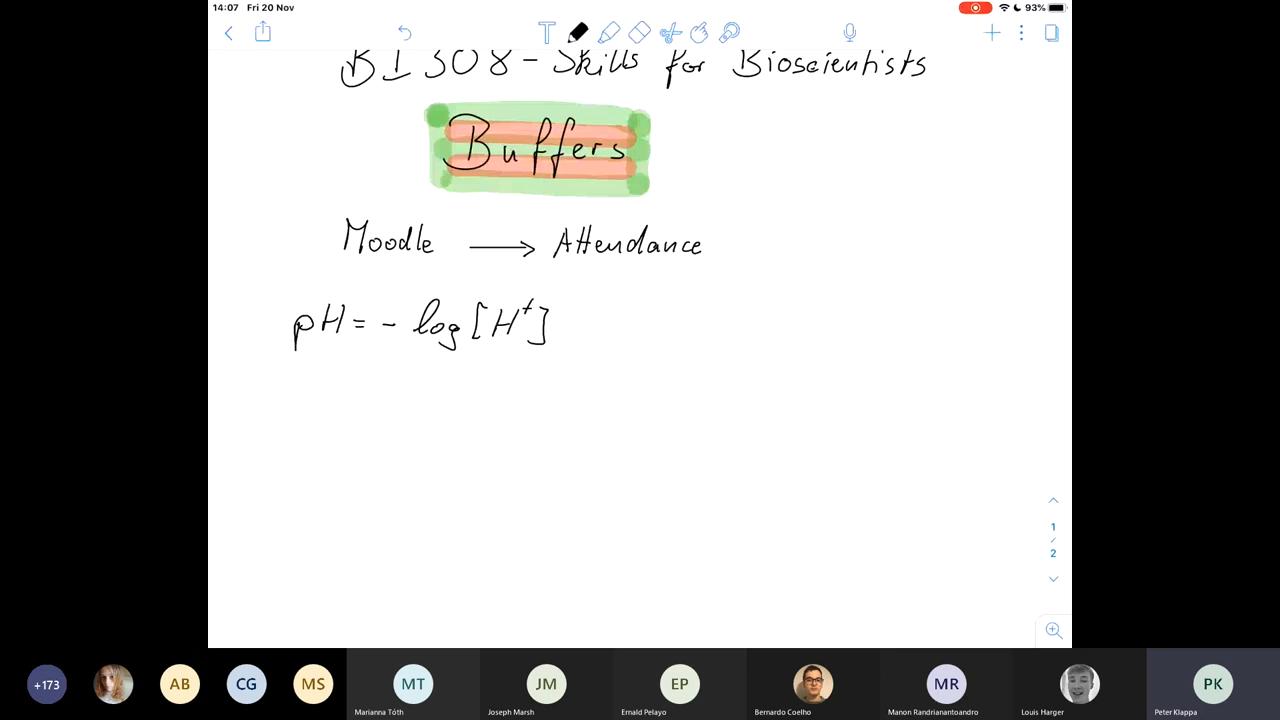 14:07 Fri 20 Nov
93%
BI308 - Skills for Bioscientists
Buffers
Moodle → Attendance
pH = - log [H⁺]
1
/
2
+173
AB
CG
MS
MT
JM
EP
MR
PK
Marianna Tóth
Joseph Marsh
Ernald Pelayo
Bernardo Coelho
Manon Randrianantoandro
Louis Harger
Peter Klappa